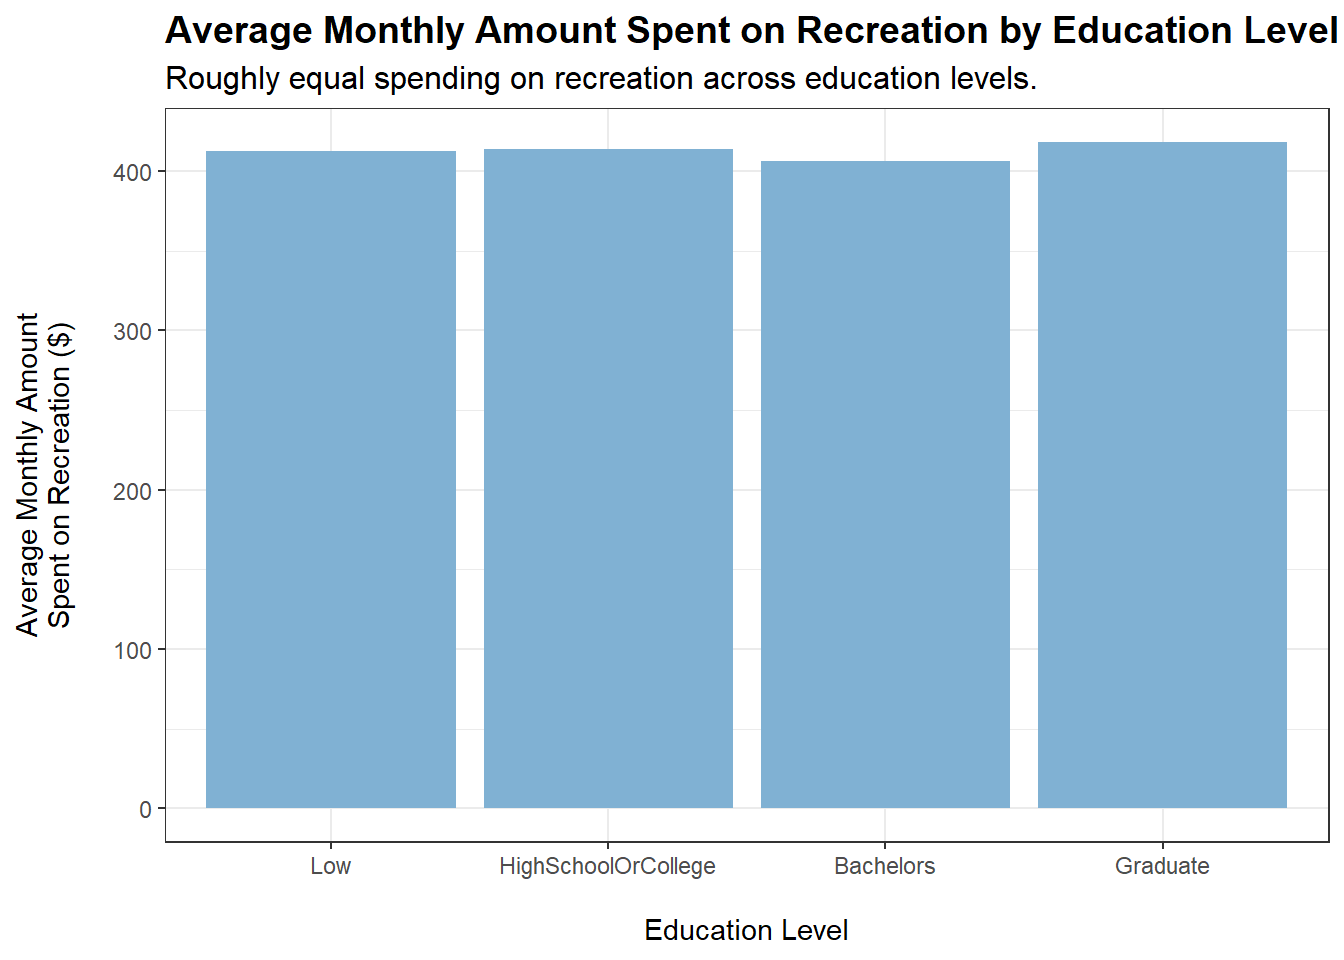 Average Monthly Amount Spent on Recreation by Education Level
Roughly equal spending on recreation across education levels.
Average Monthly Amount
Spent on Recreation ($)
400
300
200
100
0
Low
HighSchoolOrCollege
Bachelors
Graduate
Education Level